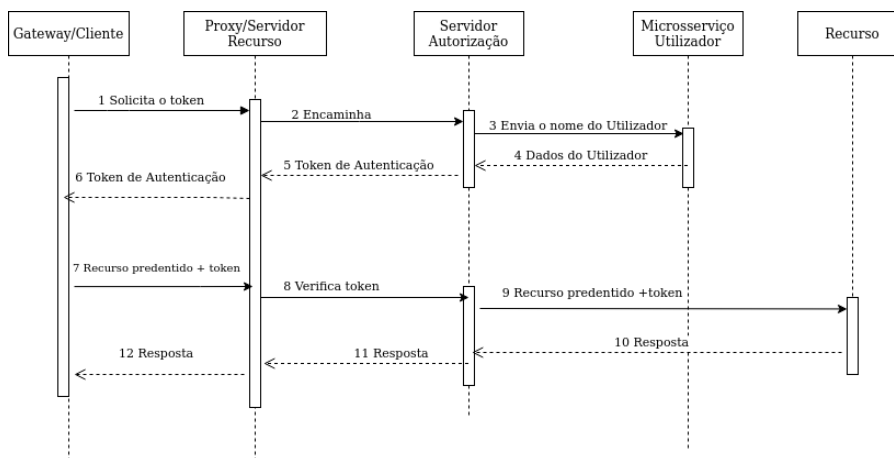 Gateway/Cliente
Proxy/Servidor
Recurso
Servidor
Autorização
Microsserviço
Utilizador
Recurso
1 Solicita o token
2 Encaminha
3 Envia o nome do Utilizador
4 Dados do Utilizador
5 Token de Autenticação
6 Token de Autenticação
7 Recurso predentido + token
8 Verifica token
9 Recurso predentido +token
10 Resposta
11 Resposta
12 Resposta